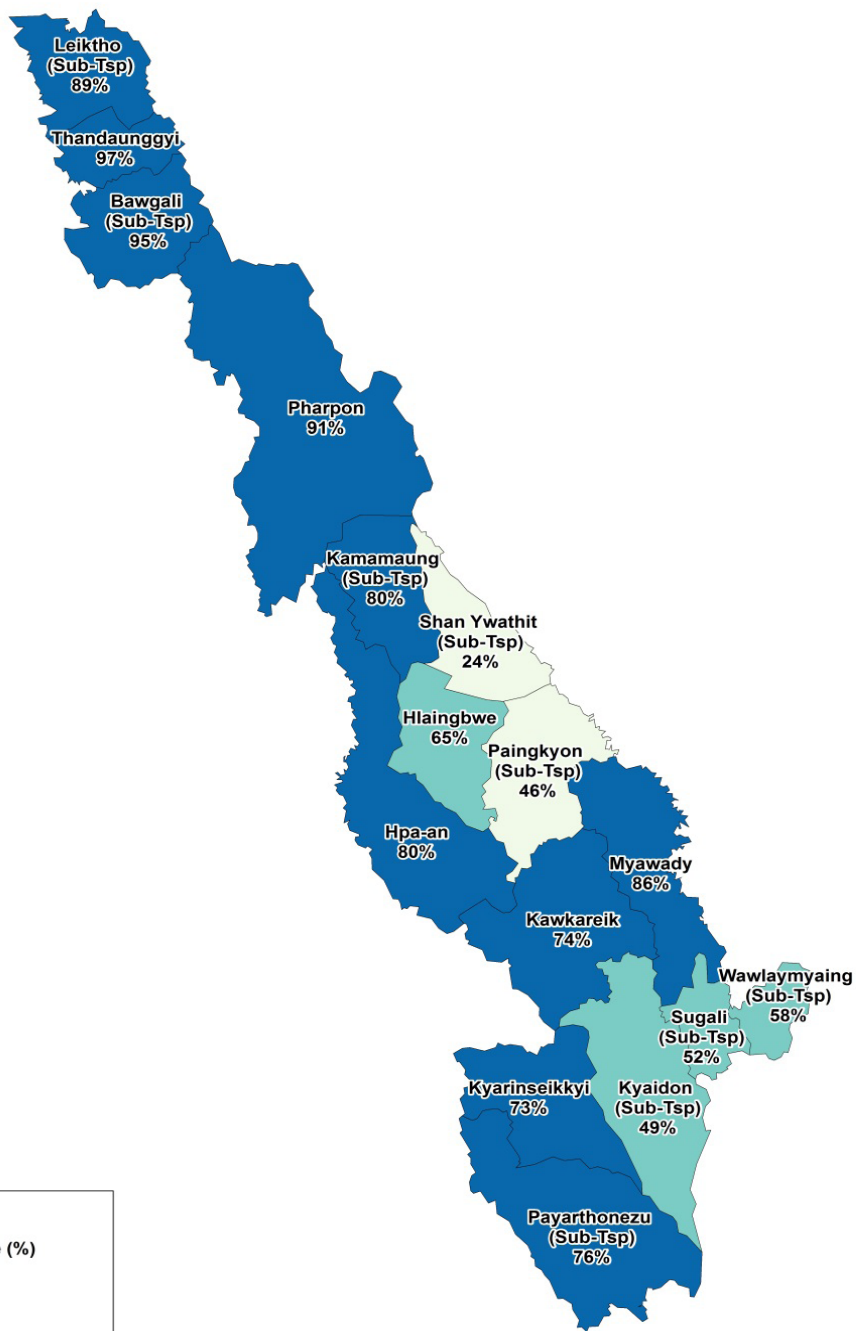 Leiktho
(Sub-Tsp)
89%
Thandaunggyi
97%
Bawgali
(Sub-Tsp)
95%
Pharpon
91%
Kamamaung
(Sub-Tsp)
80%
Shan Ywathit
(Sub-Tsp)
24%
Hlaingbwe
65%
Paingkyon
(Sub-Tsp)
46%
Hpa-an
80%
Myawady
86%
Kawkareik
74%
Wawlaymyaing
(Sub-Tsp)
58%
Sugali
(Sub-Tsp)
52%
Kyarinseikkyi
73%
Kyaidon
(Sub-Tsp)
49%
Payarthonezu
(Sub-Tsp)
76%
(%)